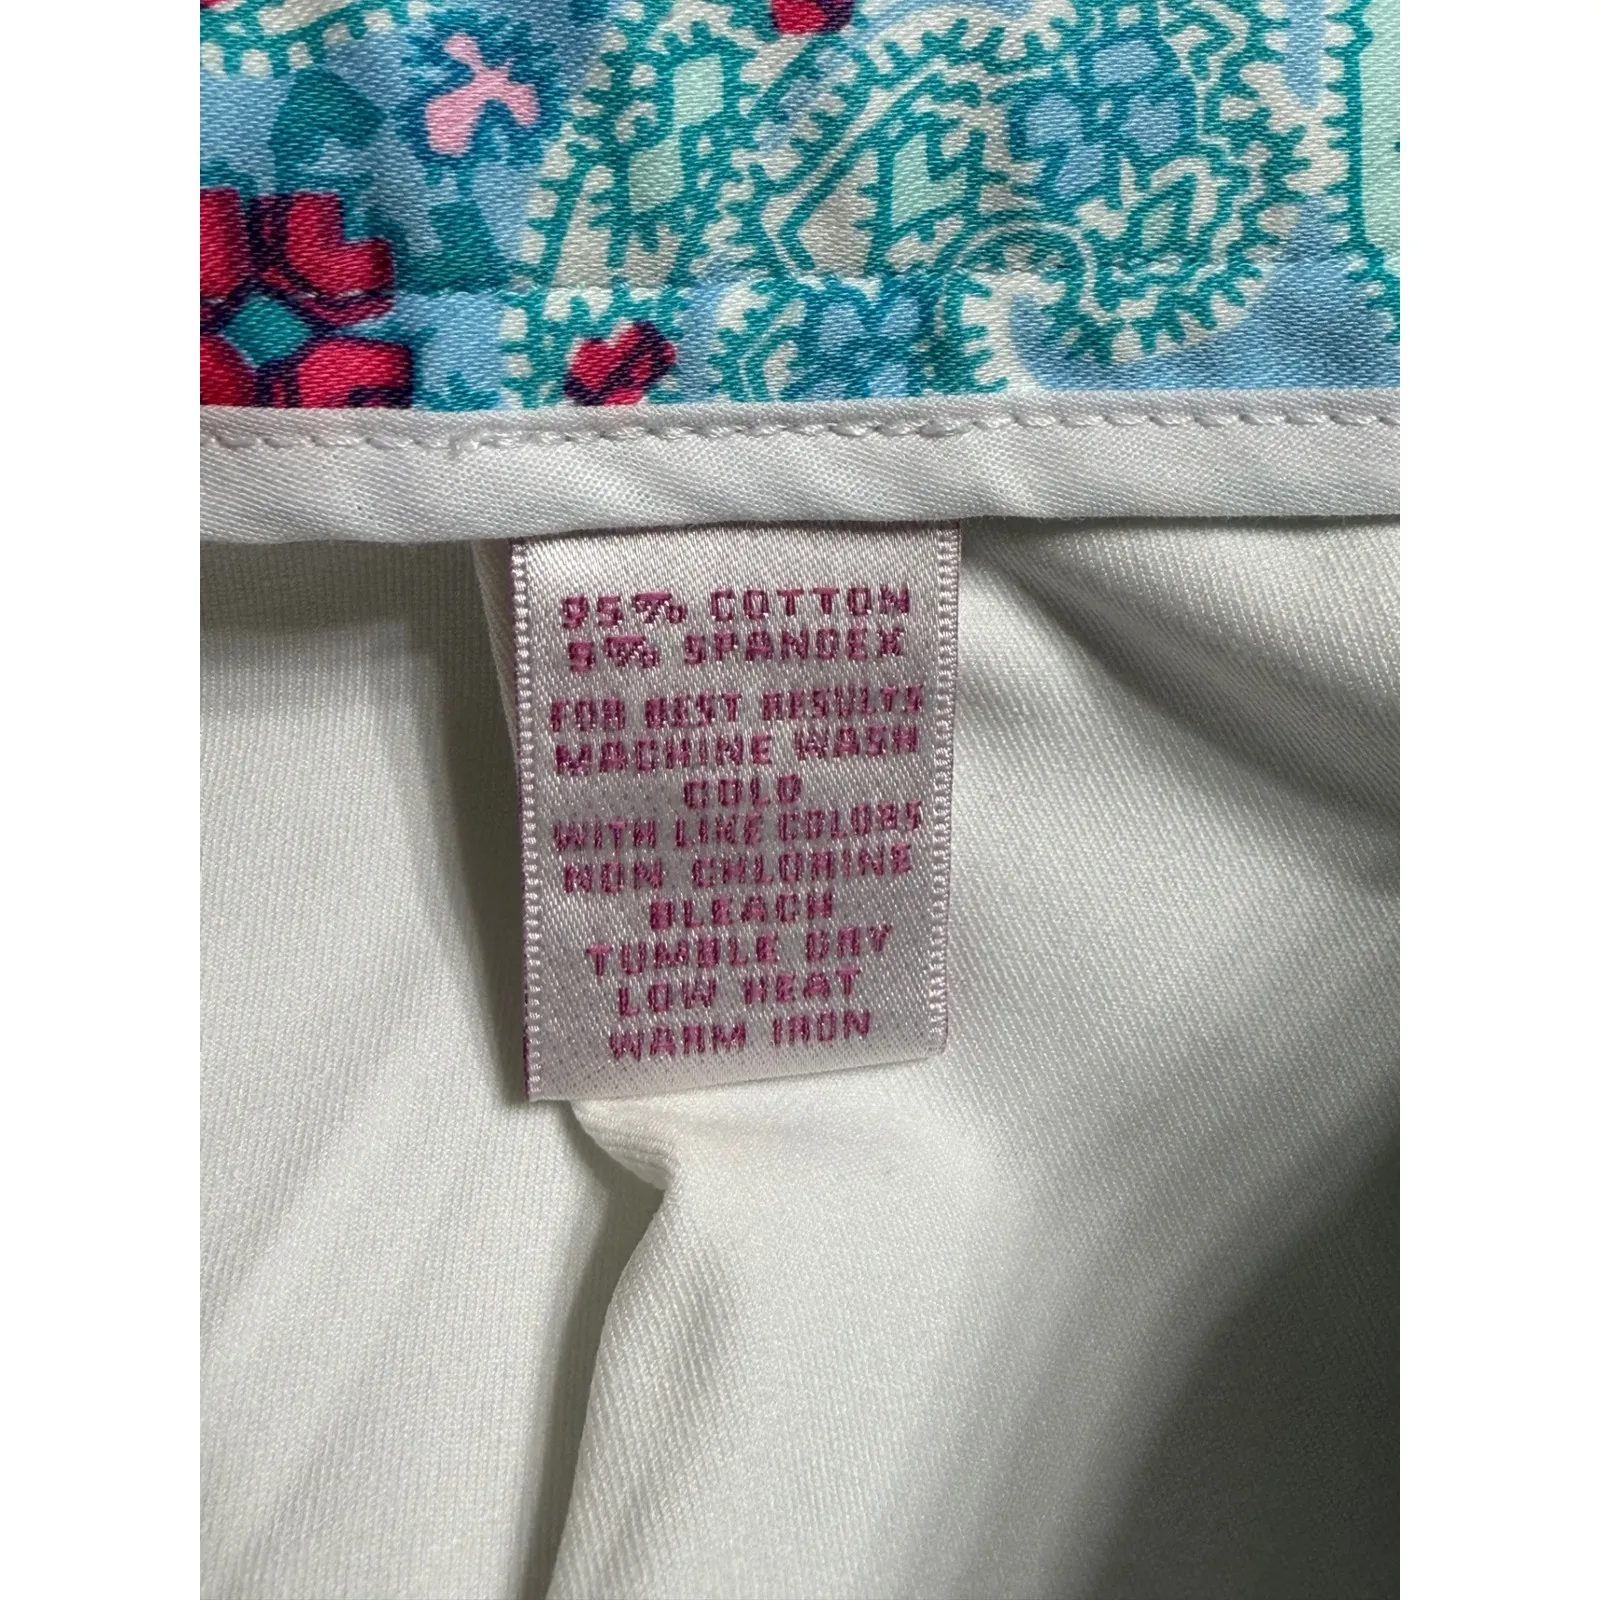 95% COTTON
5% SPANDEX
FOR BEST RESULTS
MACHINE WASH
COLD
WITH LIKE COLORS
NON CHLORINE
BLEACH
TUMBLE DRY
LOW HEAT
WARM IRON